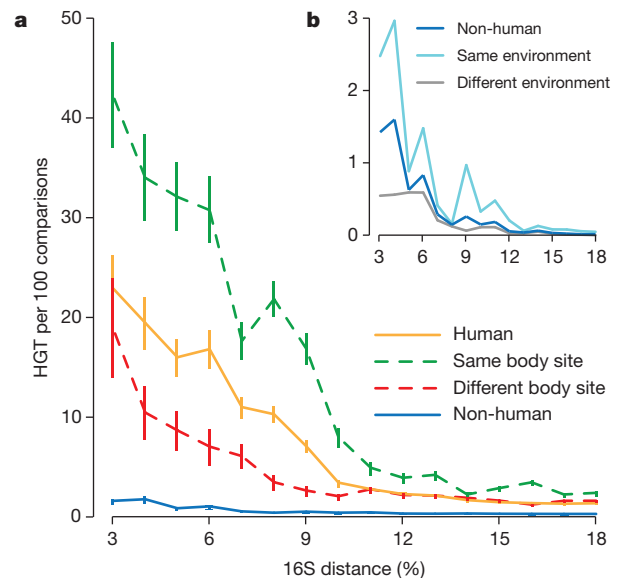 a
50
40
30
20
10
0
HGT per 100 comparisons
3
6
9
12
15
18
16S distance (%)
b
3
2
1
0
3
6
9
12
15
18
Non-human
Same environment
Different environment
Human
Same body site
Different body site
Non-human